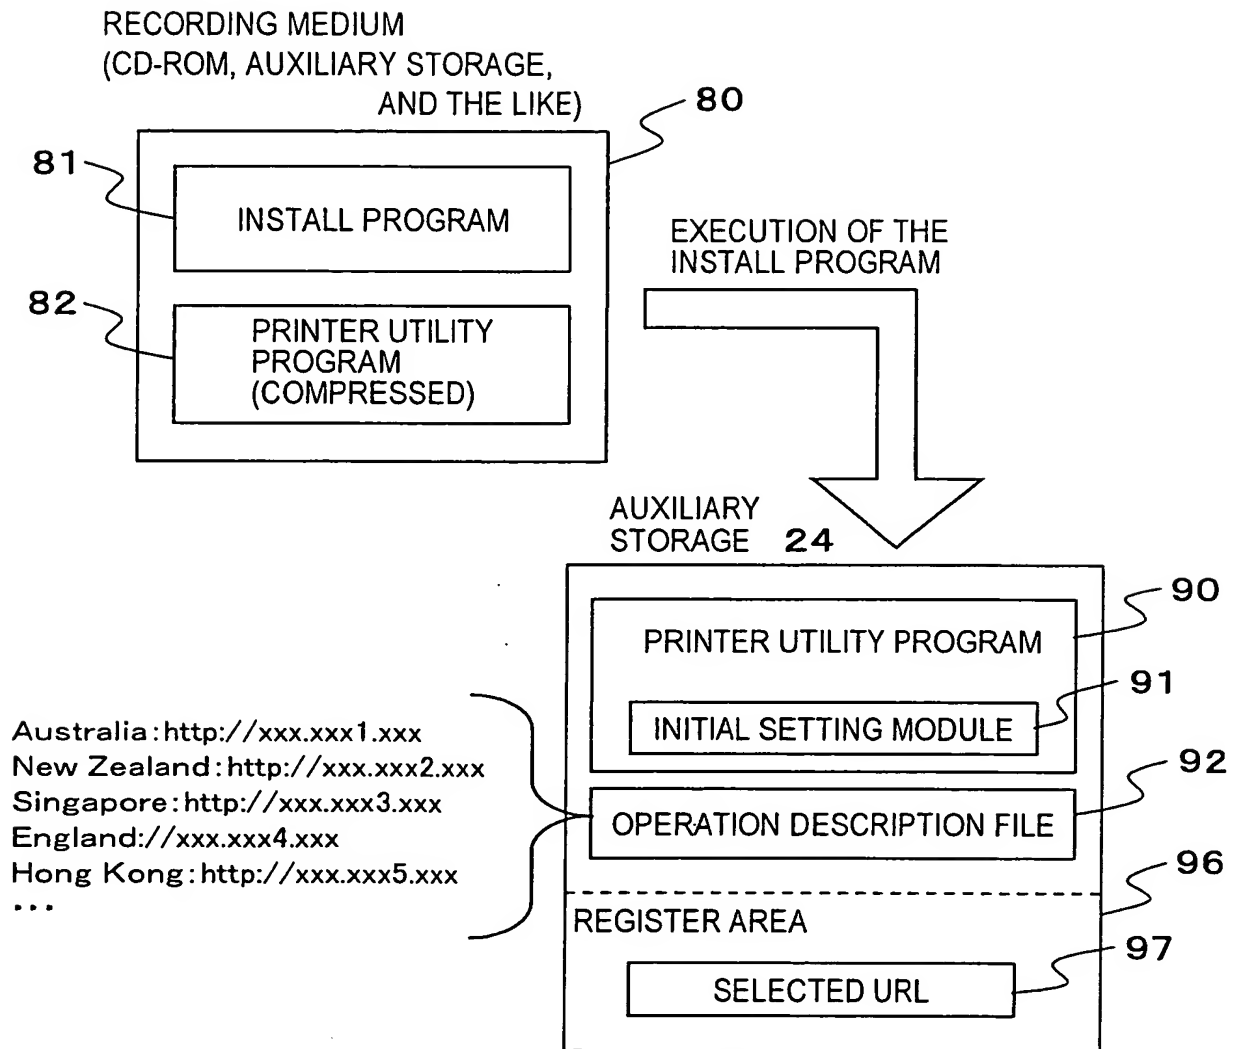 RECORDING MEDIUM
(CD-ROM, AUXILIARY STORAGE,
AND THE LIKE)
80
81
INSTALL PROGRAM
EXECUTION OF THE
INSTALL PROGRAM
82
PRINTER UTILITY
PROGRAM
(COMPRESSED)
AUXILIARY
STORAGE 24
90
PRINTER UTILITY PROGRAM
91
INITIAL SETTING MODULE
Australia:http://xxx.xxx1.xxx
New Zealand:http://xxx.xxx2.xxx
Singapore:http://xxx.xxx3.xxx
England://xxx.xxx4.xxx
Hong Kong:http://xxx.xxx5.xxx
...
92
OPERATION DESCRIPTION FILE
96
REGISTER AREA
97
SELECTED URL